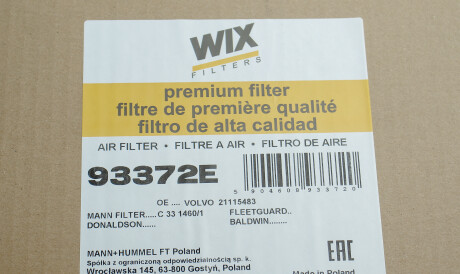 WIX
FILTERS
premium filter
filtre de première qualité
filtro de alta calidad
AIR FILTER • FILTRE A AIR • FILTRO DE AIRE
93372E
5 904608 933720
OE .... VOLVO 21115483
MANN FILTER.....C 33 1460/1 FLEETGUARD..
DONALDSON...... BALDWIN........
MANN+HUMMEL FT Poland
Spółka z ograniczoną odpowiedzialnością sp. k.
Wrocławska 145, 63-800 Gostyń, Poland
EAC
Made in Poland